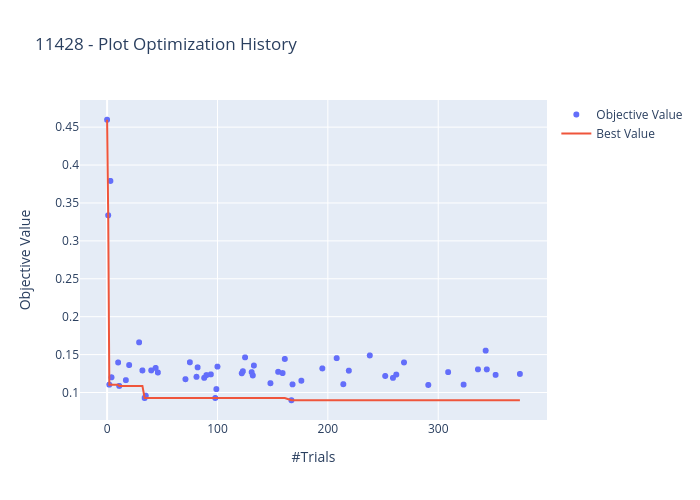 11428 - Plot Optimization History
Objective Value
Best Value
0.45
0.4
0.35
0.3
0.25
0.2
0.15
0.1
Objective Value
0
100
200
300
#Trials